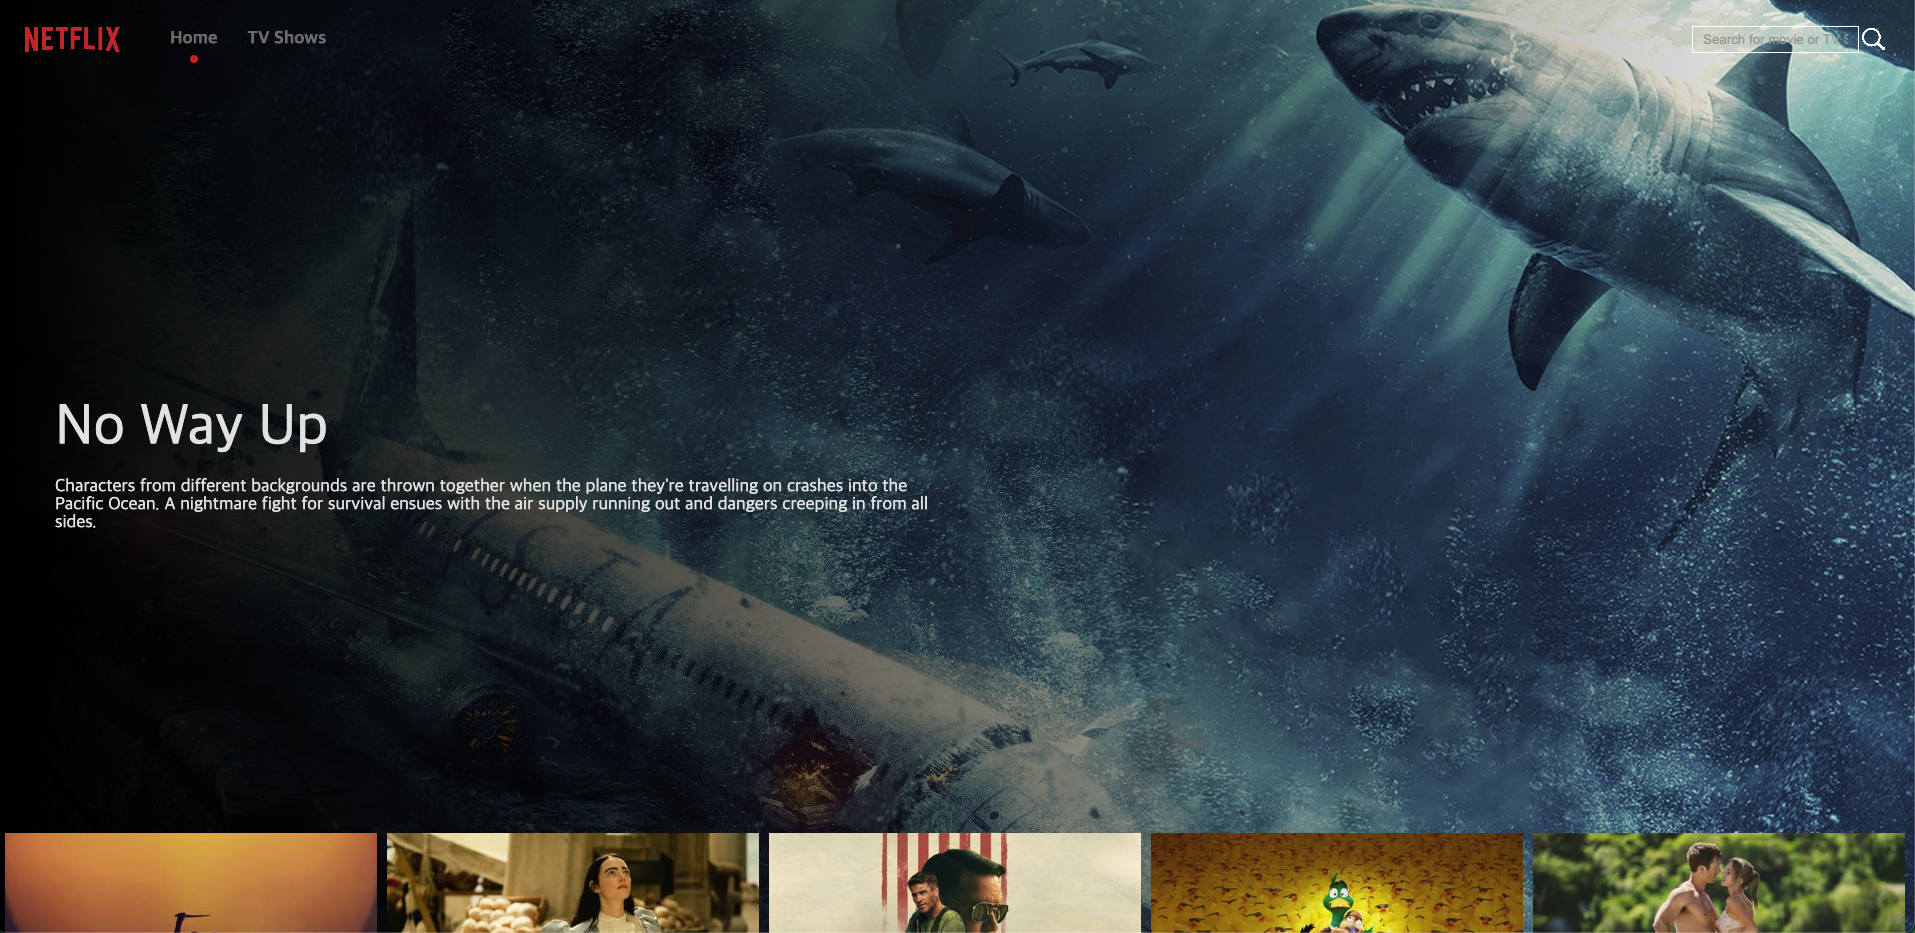 NETFLIX
Home
TV Shows
Search for movie or TV S
No Way Up
Characters from different backgrounds are thrown together when the plane they're travelling on crashes into the
Pacific Ocean. A nightmare fight for survival ensues with the air supply running out and dangers creeping in from all
sides.